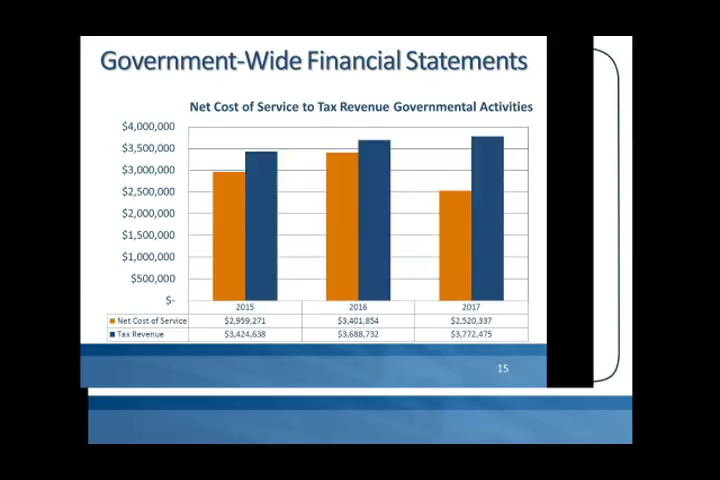 Government-Wide Financial Statements
Net Cost of Service to Tax Revenue Governmental Activities
$4,000,000
$3,500,000
$3,000,000
$2,500,000
$2,000,000
$1,500,000
$1,000,000
$500,000
$-
2015 2016 2017
Net Cost of Service $2,959,271 $3,401,854 $2,520,337
Tax Revenue $3,424,638 $3,688,732 $3,772,475
15